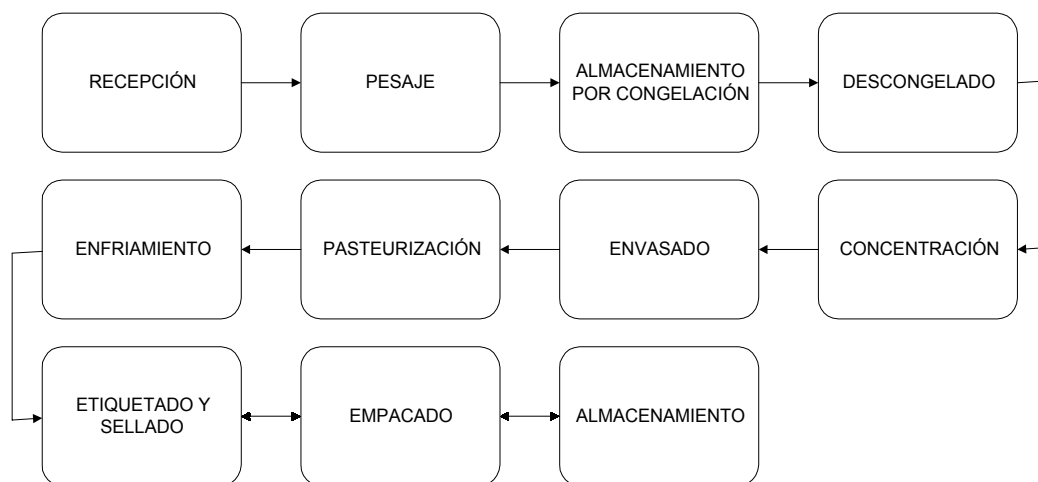 RECEPCIÓN
PESAJE
ALMACENAMIENTO
POR CONGELACIÓN
DESCONGELADO
ENFRIAMIENTO
PASTEURIZACIÓN
ENVASADO
CONCENTRACIÓN
ETIQUETADO Y
SELLADO
EMPACADO
ALMACENAMIENTO